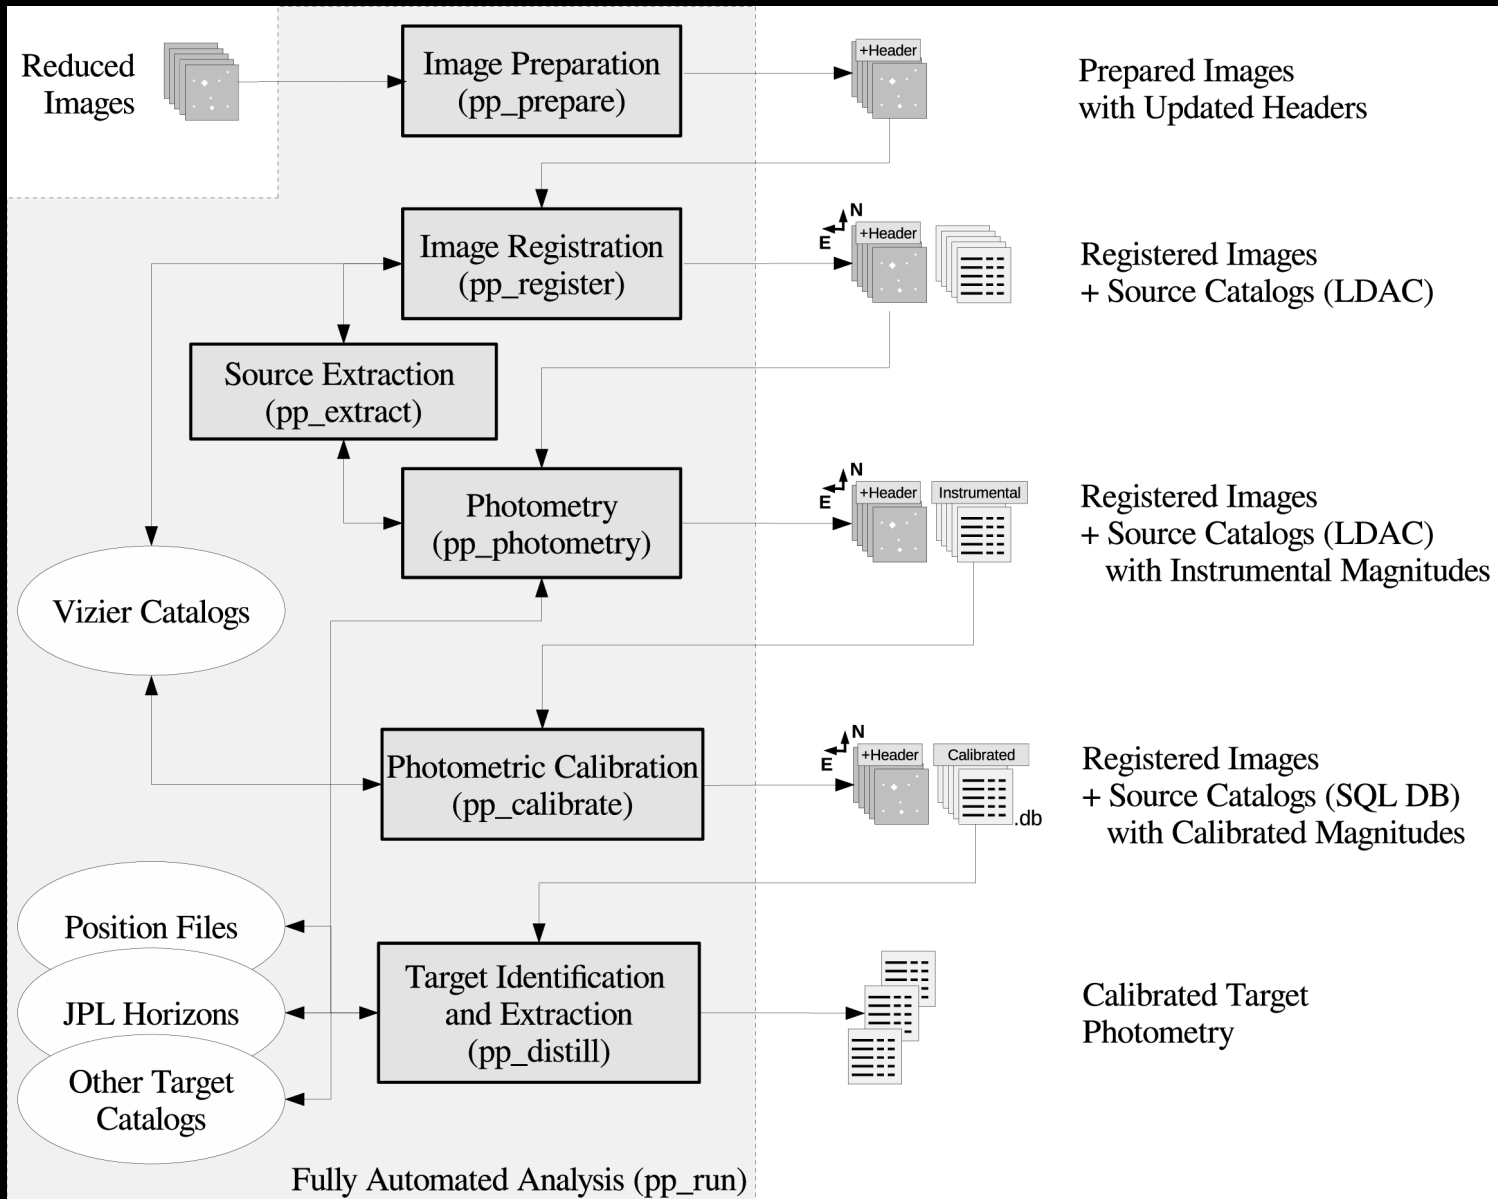 Reduced
Images
Image Preparation
(pp_prepare)
+Header
Prepared Images
with Updated Headers
Image Registration
(pp_register)
N
E
+Header
Registered Images
+ Source Catalogs (LDAC)
Source Extraction
(pp_extract)
Photometry
(pp_photometry)
N
E
+Header
Instrumental
Registered Images
+ Source Catalogs (LDAC)
with Instrumental Magnitudes
Vizier Catalogs
Photometric Calibration
(pp_calibrate)
N
E
+Header
Calibrated
.db
Registered Images
+ Source Catalogs (SQL DB)
with Calibrated Magnitudes
Position Files
JPL Horizons
Other Target
Catalogs
Target Identification
and Extraction
(pp_distill)
Calibrated Target
Photometry
Fully Automated Analysis (pp_run)